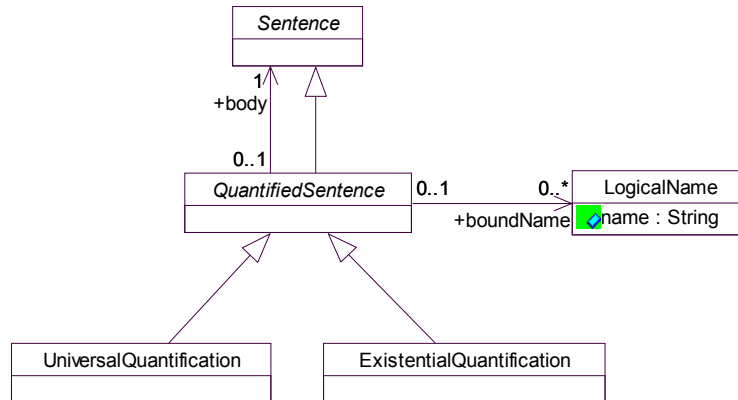 Sentence
1
+body
0..1
QuantifiedSentence
0..1
0..*
LogicalName
+boundName
name : String
UniversalQuantification
ExistentialQuantification